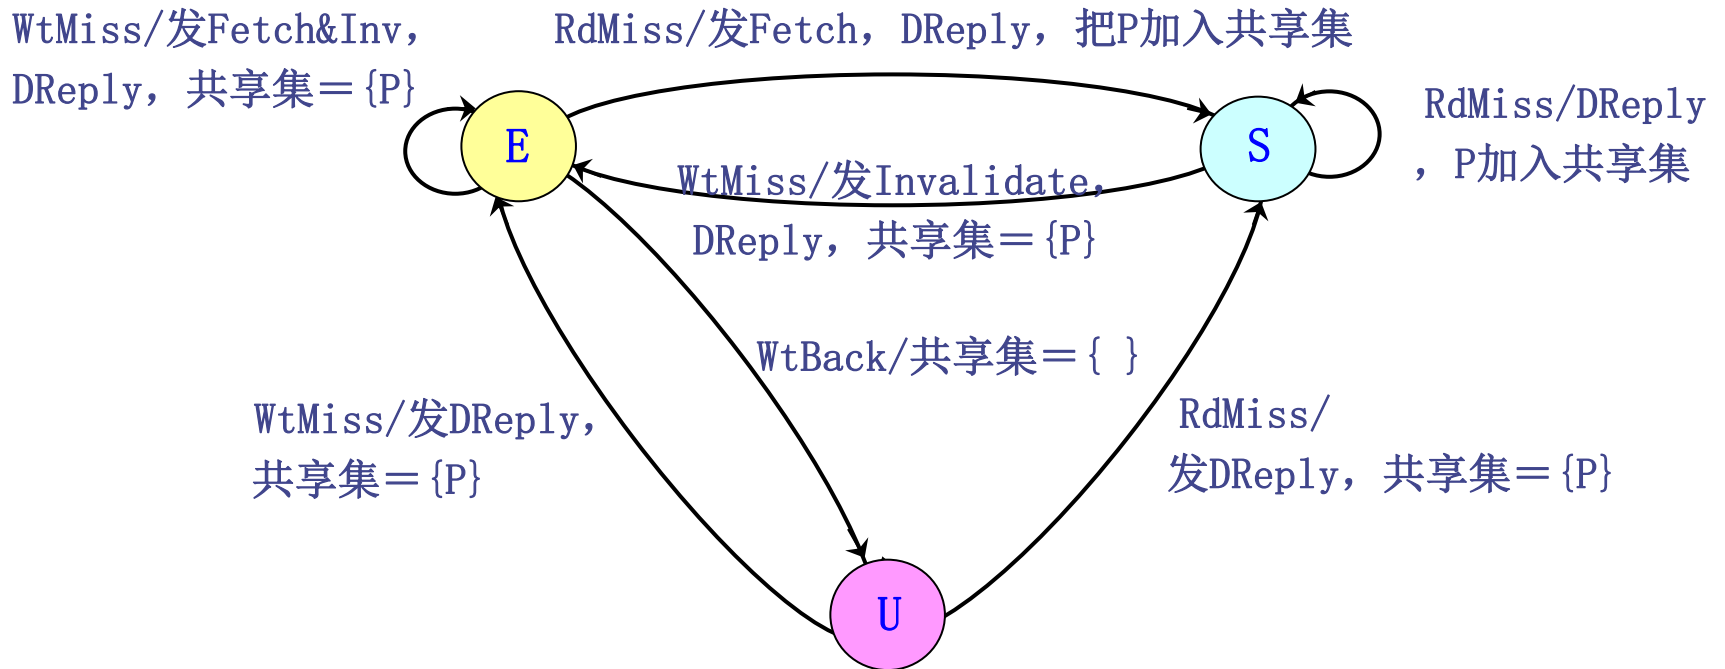 WtMiss/发Fetch&Inv，
DReply，共享集＝{P}
RdMiss/发Fetch，DReply，把P加入共享集
RdMiss/DReply
，P加入共享集
E
S
WtMiss/发Invalidate，
DReply，共享集＝{P}
WtBack/共享集＝{ }
WtMiss/发DReply，
共享集＝{P}
RdMiss/
发DReply，共享集＝{P}
U